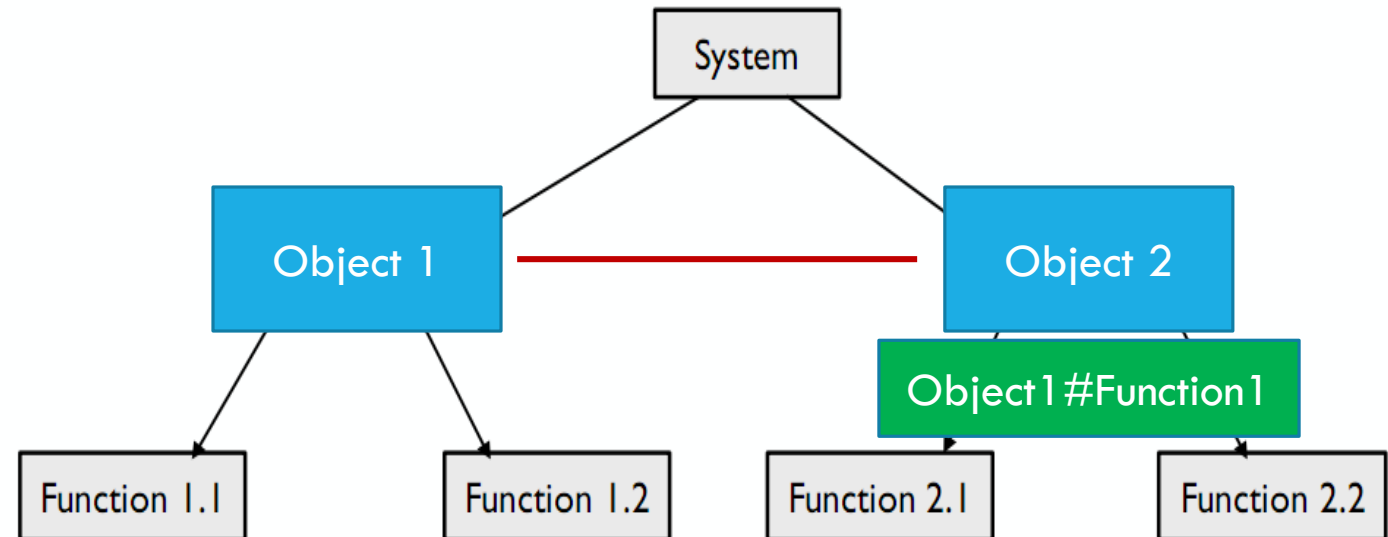 System
Object 1
Object 2
Object1#Function1
Function 1.1
Function 1.2
Function 2.1
Function 2.2